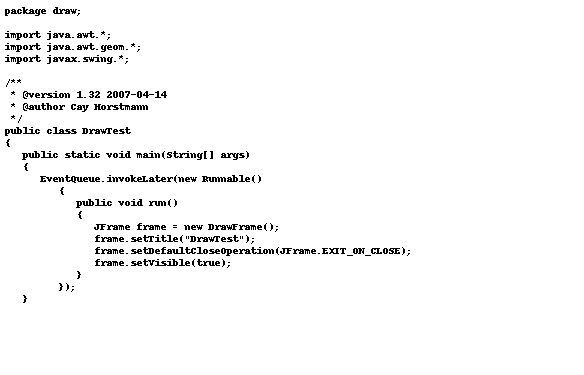 package draw;

import java.awt.*;
import java.awt.geom.*;
import javax.swing.*;

/**
 * @version 1.32 2007-04-14
 * @author Cay Horstmann
 */
public class DrawTest
{
   public static void main(String[] args)
   {
      EventQueue.invokeLater(new Runnable()
         {
            public void run()
            {
               JFrame frame = new DrawFrame();
               frame.setTitle("DrawTest");
               frame.setDefaultCloseOperation(JFrame.EXIT_ON_CLOSE);
               frame.setVisible(true);
            }
         });
   }